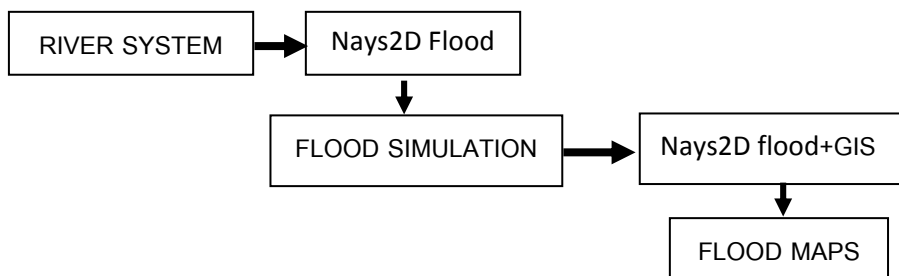 RIVER SYSTEM
Nays2D Flood
FLOOD SIMULATION
Nays2D flood+GIS
FLOOD MAPS